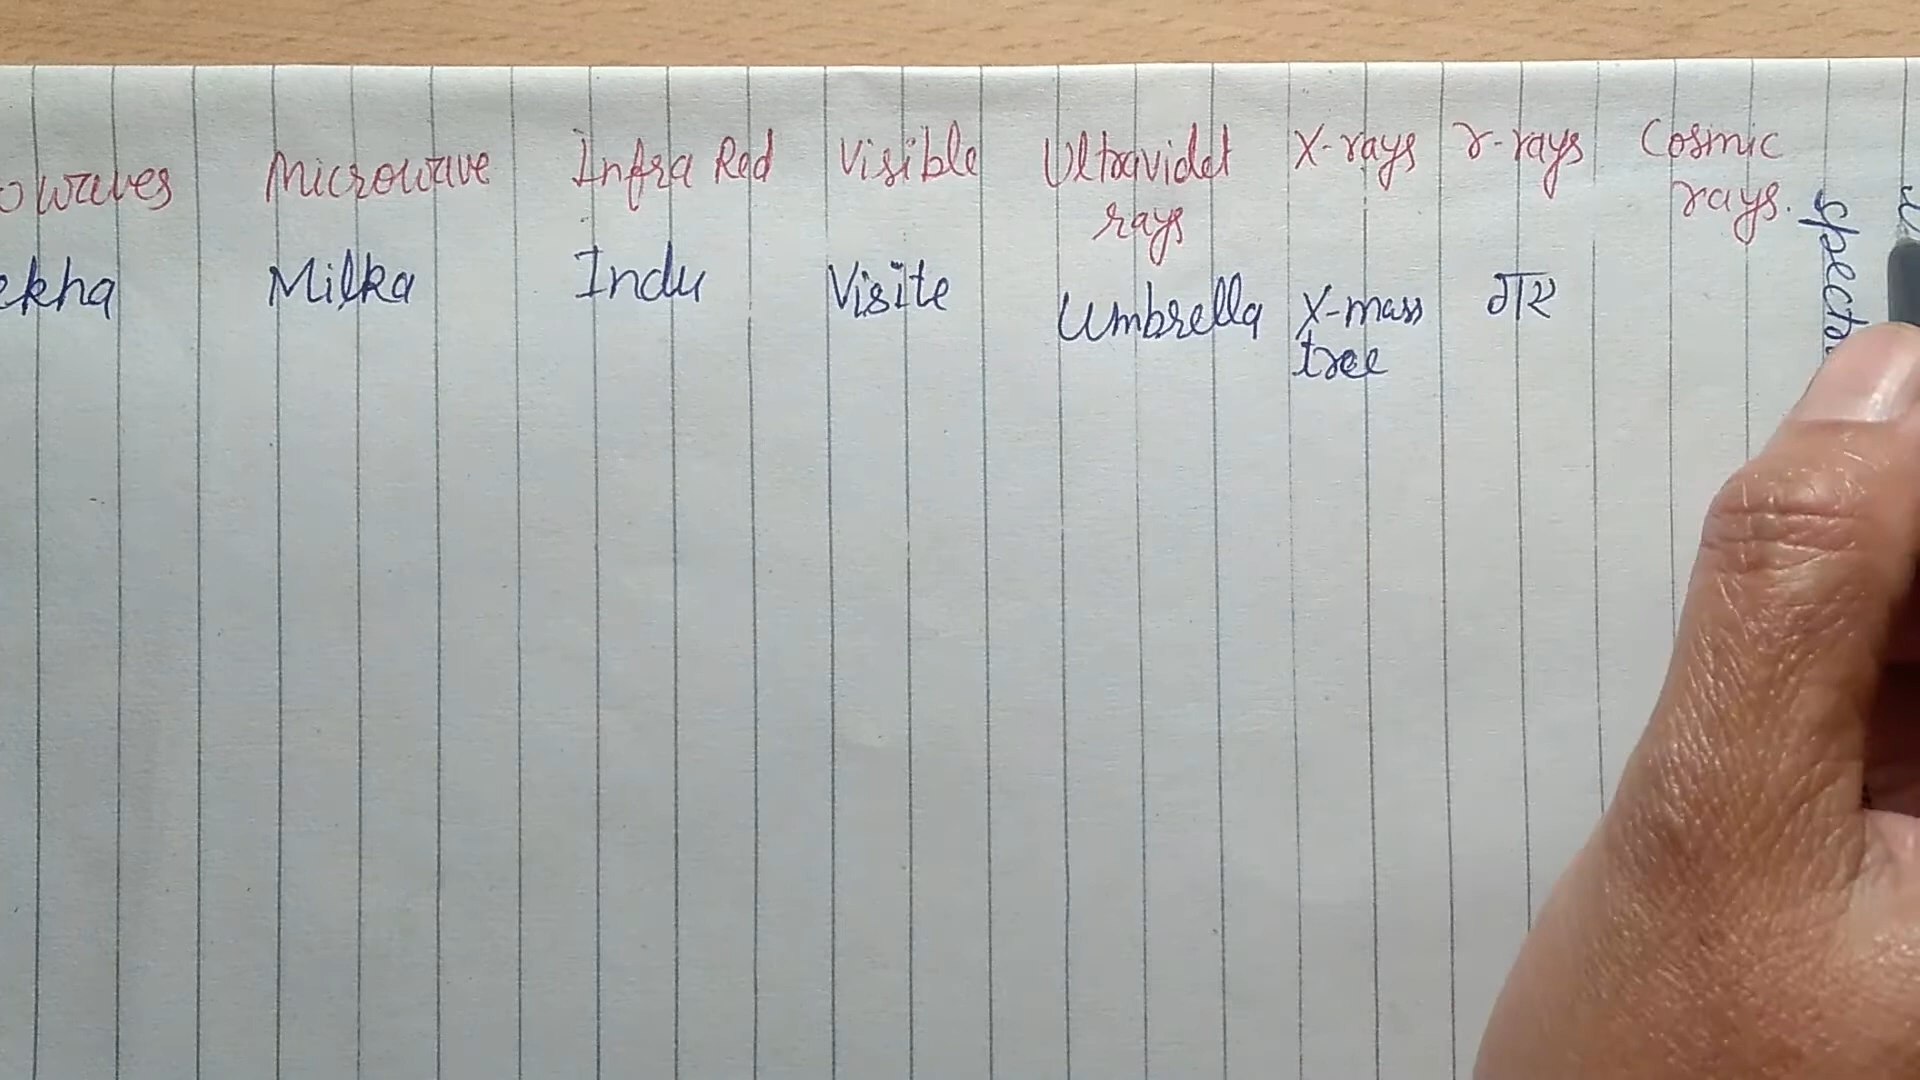 waves Microwave Infra Red Visible Ultraviolet X-rays γ-rays Cosmic
rays rays.
ekha Milka Indu Visite Umbrella X-mass गर
tree